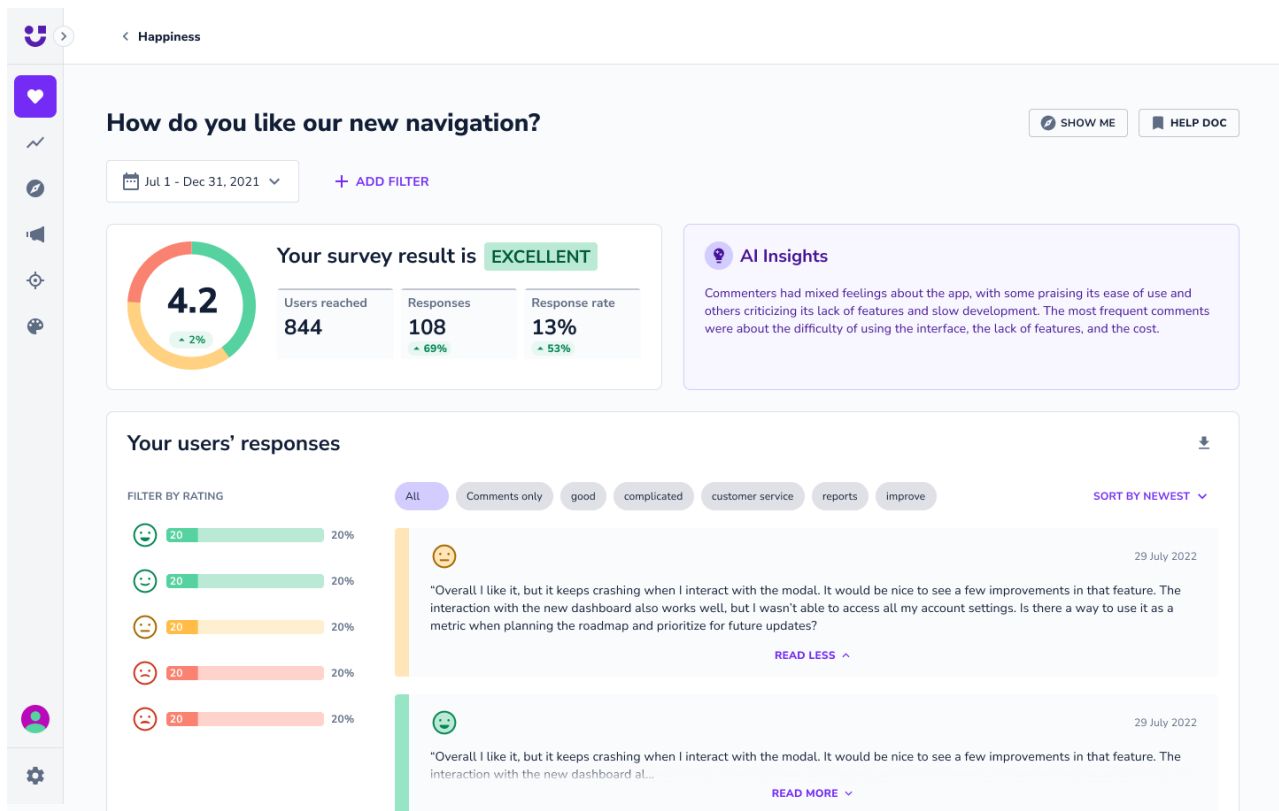 Happiness
How do you like our new navigation?
SHOW ME
HELP DOC
Jul 1 - Dec 31, 2021
ADD FILTER
4.2
2%
Your survey result is EXCELLENT
Users reached
844
Responses
108
69%
Response rate
13%
53%
AI Insights
Commenters had mixed feelings about the app, with some praising its ease of use and
others criticizing its lack of features and slow development. The most frequent comments
were about the difficulty of using the interface, the lack of features, and the cost.
Your users’ responses
FILTER BY RATING
20 20%
20 20%
20 20%
20 20%
20 20%
All Comments only good complicated customer service reports improve
SORT BY NEWEST
29 July 2022
“Overall I like it, but it keeps crashing when I interact with the modal. It would be nice to see a few improvements in that feature. The
interaction with the new dashboard also works well, but I wasn’t able to access all my account settings. Is there a way to use it as a
metric when planning the roadmap and prioritize for future updates?
READ LESS
29 July 2022
“Overall I like it, but it keeps crashing when I interact with the modal. It would be nice to see a few improvements in that feature. The
interaction with the new dashboard al...
READ MORE